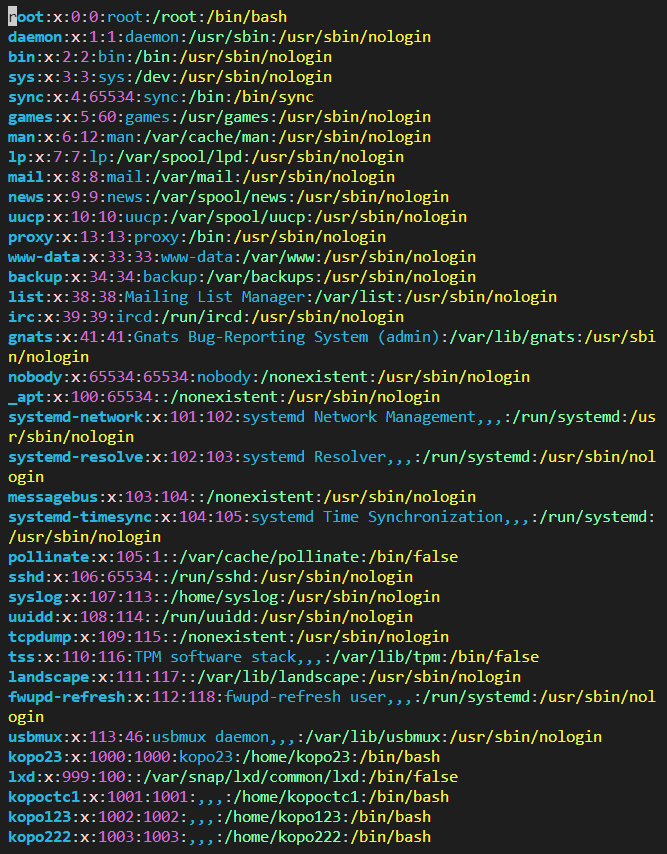 root:x:0:0:root:/root:/bin/bash
daemon:x:1:1:daemon:/usr/sbin:/usr/sbin/nologin
bin:x:2:2:bin:/bin:/usr/sbin/nologin
sys:x:3:3:sys:/dev:/usr/sbin/nologin
sync:x:4:65534:sync:/bin:/bin/sync
games:x:5:60:games:/usr/games:/usr/sbin/nologin
man:x:6:12:man:/var/cache/man:/usr/sbin/nologin
lp:x:7:7:lp:/var/spool/lpd:/usr/sbin/nologin
mail:x:8:8:mail:/var/mail:/usr/sbin/nologin
news:x:9:9:news:/var/spool/news:/usr/sbin/nologin
uucp:x:10:10:uucp:/var/spool/uucp:/usr/sbin/nologin
proxy:x:13:13:proxy:/bin:/usr/sbin/nologin
www-data:x:33:33:www-data:/var/www:/usr/sbin/nologin
backup:x:34:34:backup:/var/backups:/usr/sbin/nologin
list:x:38:38:Mailing List Manager:/var/list:/usr/sbin/nologin
irc:x:39:39:ircd:/run/ircd:/usr/sbin/nologin
gnats:x:41:41:Gnats Bug-Reporting System (admin):/var/lib/gnats:/usr/sbi
n/nologin
nobody:x:65534:65534:nobody:/nonexistent:/usr/sbin/nologin
_apt:x:100:65534::/nonexistent:/usr/sbin/nologin
systemd-network:x:101:102:systemd Network Management,,,:/run/systemd:/us
r/sbin/nologin
systemd-resolve:x:102:103:systemd Resolver,,,:/run/systemd:/usr/sbin/nol
ogin
messagebus:x:103:104::/nonexistent:/usr/sbin/nologin
systemd-timesync:x:104:105:systemd Time Synchronization,,,:/run/systemd:
/usr/sbin/nologin
pollinate:x:105:1::/var/cache/pollinate:/bin/false
sshd:x:106:65534::/run/sshd:/usr/sbin/nologin
syslog:x:107:113::/home/syslog:/usr/sbin/nologin
uuidd:x:108:114::/run/uuidd:/usr/sbin/nologin
tcpdump:x:109:115::/nonexistent:/usr/sbin/nologin
tss:x:110:116:TPM software stack,,,:/var/lib/tpm:/bin/false
landscape:x:111:117::/var/lib/landscape:/usr/sbin/nologin
fwupd-refresh:x:112:118:fwupd-refresh user,,,:/run/systemd:/usr/sbin/nol
ogin
usbmux:x:113:46:usbmux daemon,,,:/var/lib/usbmux:/usr/sbin/nologin
kopo23:x:1000:1000:kopo23:/home/kopo23:/bin/bash
lxd:x:999:100::/var/snap/lxd/common/lxd:/bin/false
kopoctc1:x:1001:1001:,,,:/home/kopoctc1:/bin/bash
kopo123:x:1002:1002:,,,:/home/kopo123:/bin/bash
kopo222:x:1003:1003:,,,:/home/kopo222:/bin/bash